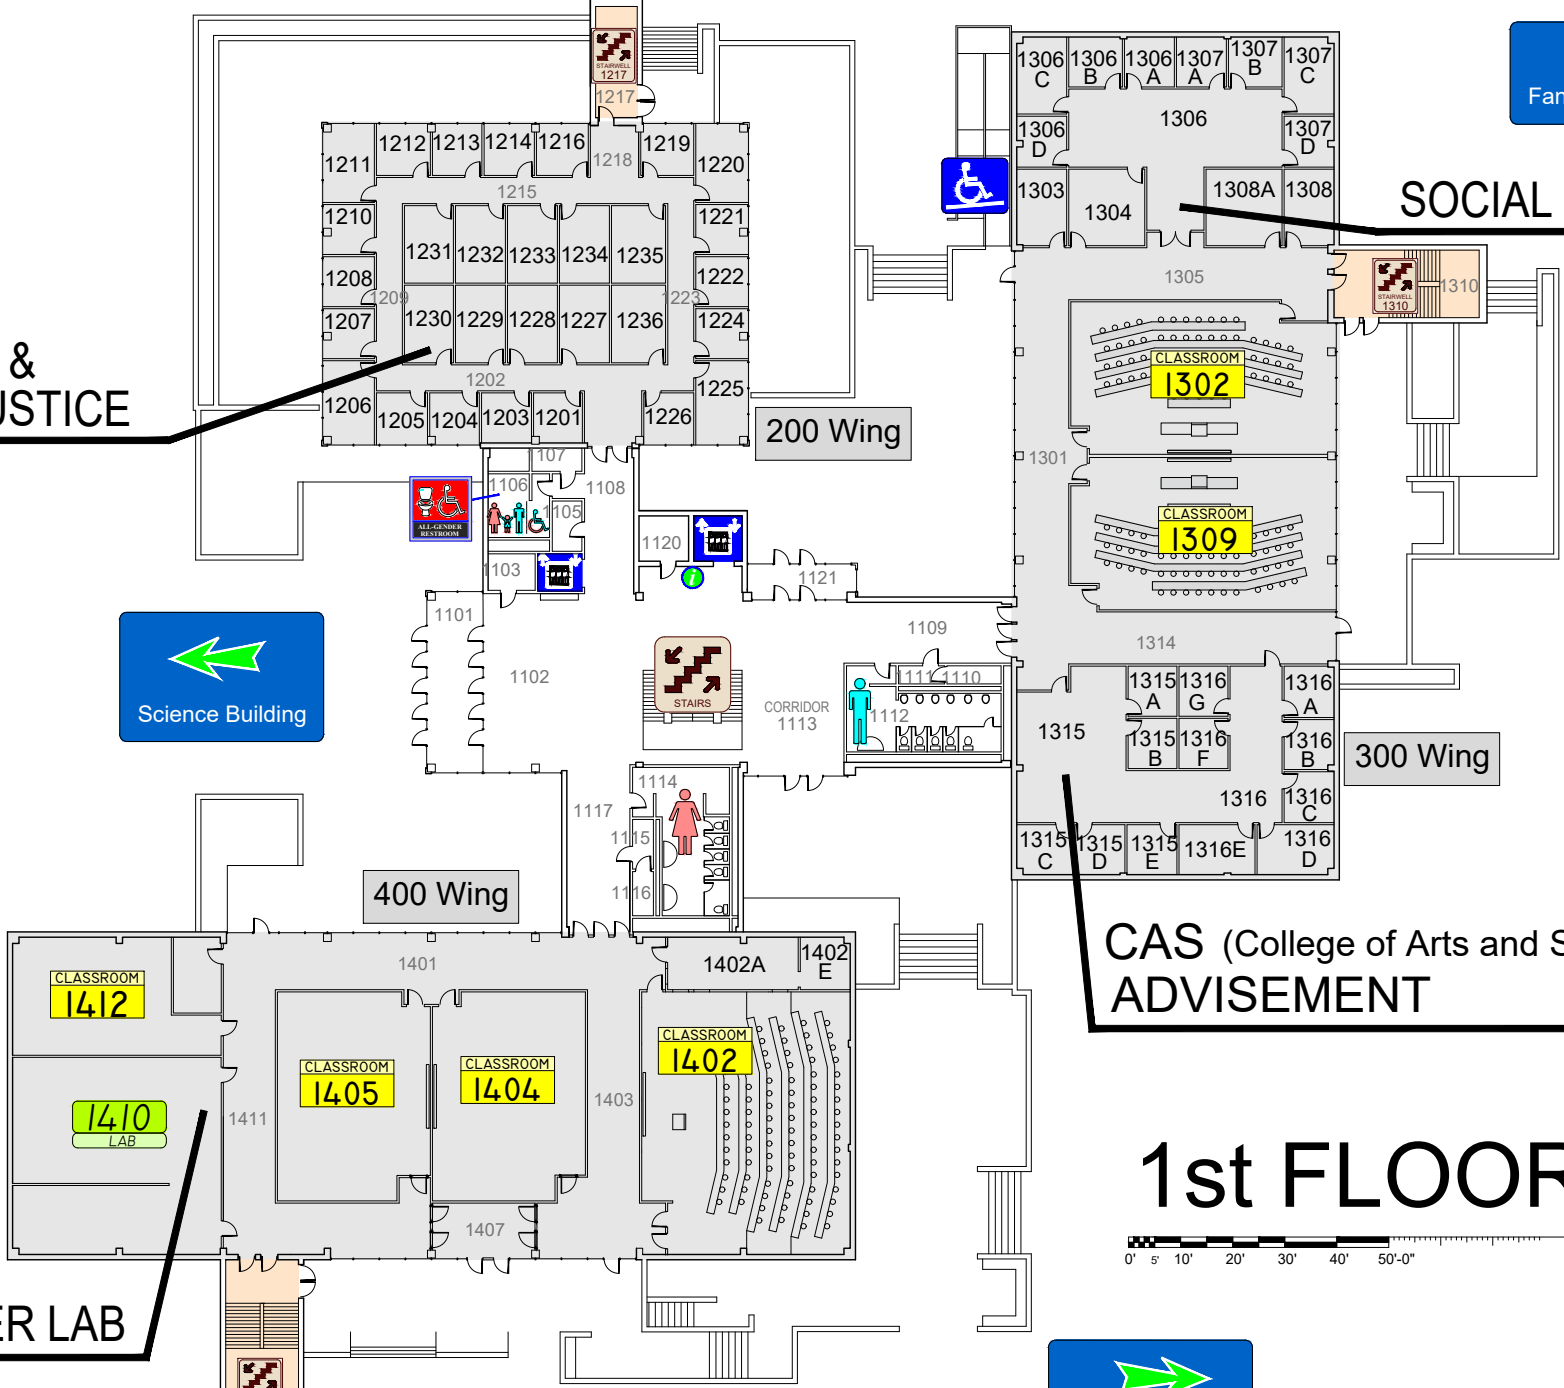 STAIRWELL
1217
1217
1306 C
1306 B
1306 A
1307 A
1307 B
1307 C
1306
1306 D
1307 D
1303
1304
1308A
1308
SOCIAL
1305
STAIRWELL
1310
1310
1211
1212
1213
1214
1216
1218
1219
1220
1215
1210
1221
1231
1232
1233
1234
1235
1208
1209
1222
1223
1207
1230
1229
1228
1227
1236
1224
1202
1206
1205
1204
1203
1201
1226
1225
&
USTICE
200 Wing
CLASSROOM
1302
1301
CLASSROOM
1309
1107
1106
1108
1105
ALL-GENDER
RESTROOM
1103
1120
i
1121
1101
1102
1109
1314
Science Building
STAIRS
CORRIDOR
1113
1111
1110
1112
1315
1315 A
1316 G
1316 A
1315 B
1316 F
1316 B
1316
1316 C
1315 C
1315 D
1315 E
1316E
1316 D
300 Wing
1114
1117
1115
1116
400 Wing
1401
1402A
1402 E
CLASSROOM
1412
CLASSROOM
1405
CLASSROOM
1404
CLASSROOM
1402
1403
1410
LAB
1411
1407
CAS (College of Arts and S
ADVISEMENT
ER LAB
1st FLOOR
0' 5' 10' 20' 30' 40' 50'-0"
Fam